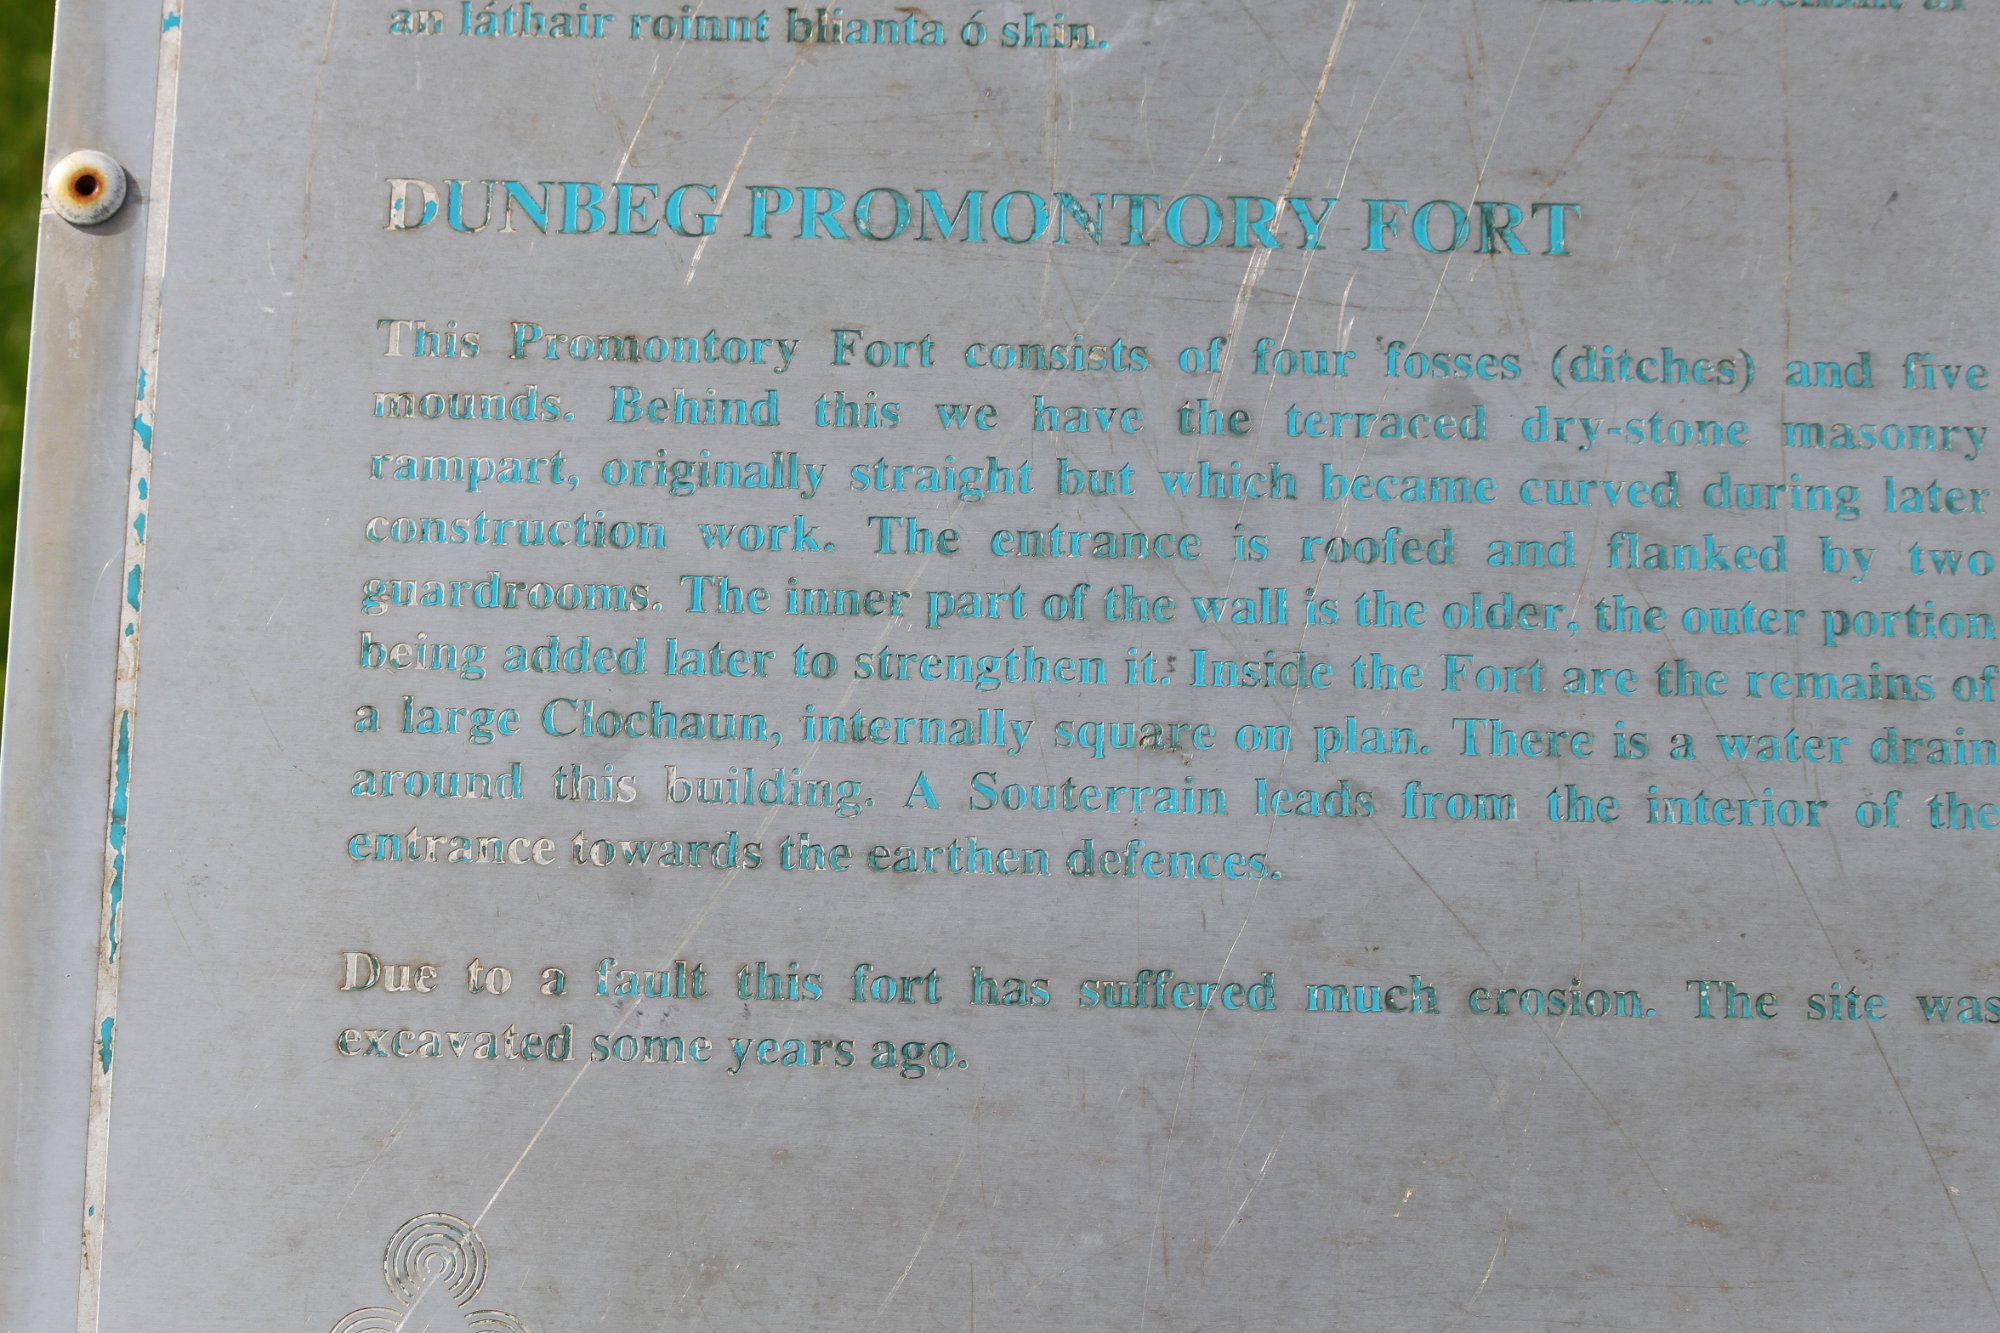 an láthair roinnt blianta ó shin.
DUNBEG PROMONTORY FORT
This Promontory Fort consists of four fosses (ditches) and five
mounds. Behind this we have the terraced dry-stone masonry
rampart, originally straight but which became curved during later
construction work. The entrance is roofed and flanked by two
guardrooms. The inner part of the wall is the older, the outer portion
being added later to strengthen it. Inside the Fort are the remains of
a large Clochaun, internally square on plan. There is a water drain
around this building. A Souterrain leads from the interior of the
entrance towards the earthen defences.
Due to a fault this fort has suffered much erosion. The site was
excavated some years ago.